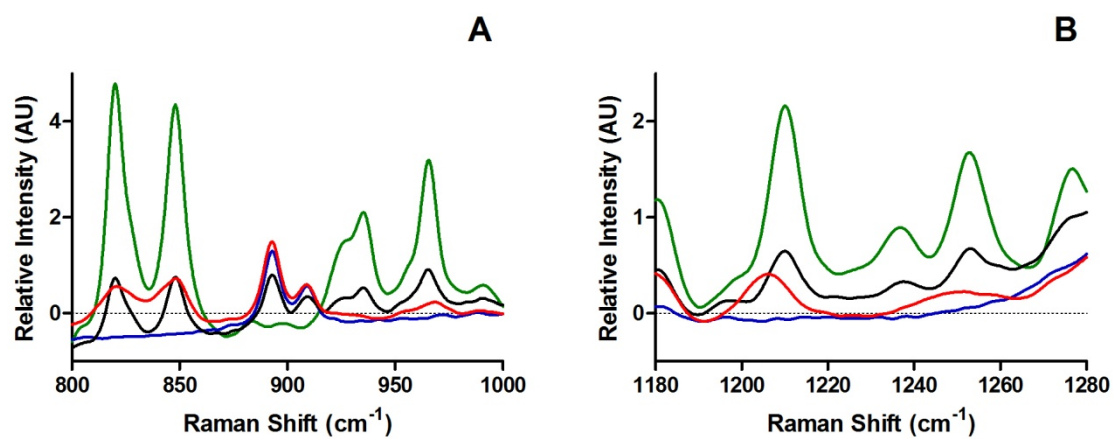 A
B
Relative Intensity (AU)
4
2
0
800 850 900 950 1000
Raman Shift (cm⁻¹)
Relative Intensity (AU)
2
1
0
1180 1200 1220 1240 1260 1280
Raman Shift (cm⁻¹)